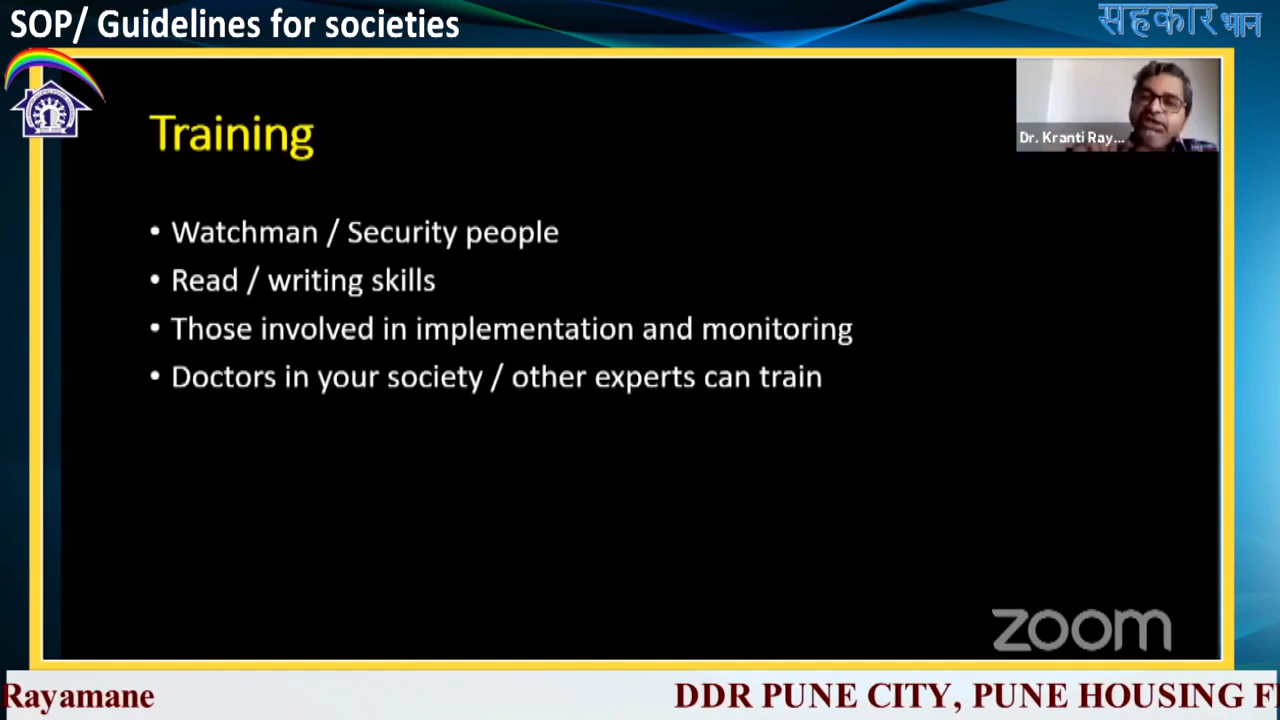 SOP/ Guidelines for societies
सहकार भान
Training
Dr. Kranti Ray...
• Watchman / Security people
• Read / writing skills
• Those involved in implementation and monitoring
• Doctors in your society / other experts can train
zoom
Rayamane
DDR PUNE CITY, PUNE HOUSING F